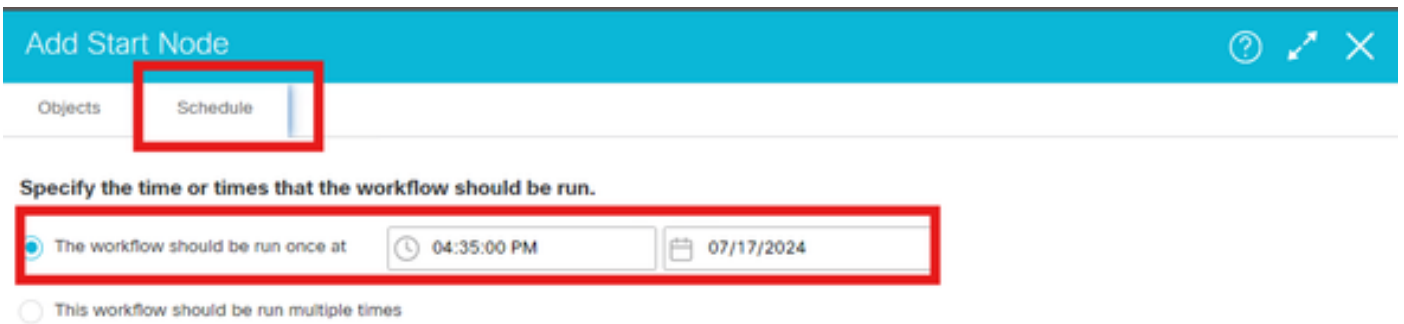 Add Start Node
Objects Schedule
Specify the time or times that the workflow should be run.
The workflow should be run once at 04:35:00 PM 07/17/2024
This workflow should be run multiple times